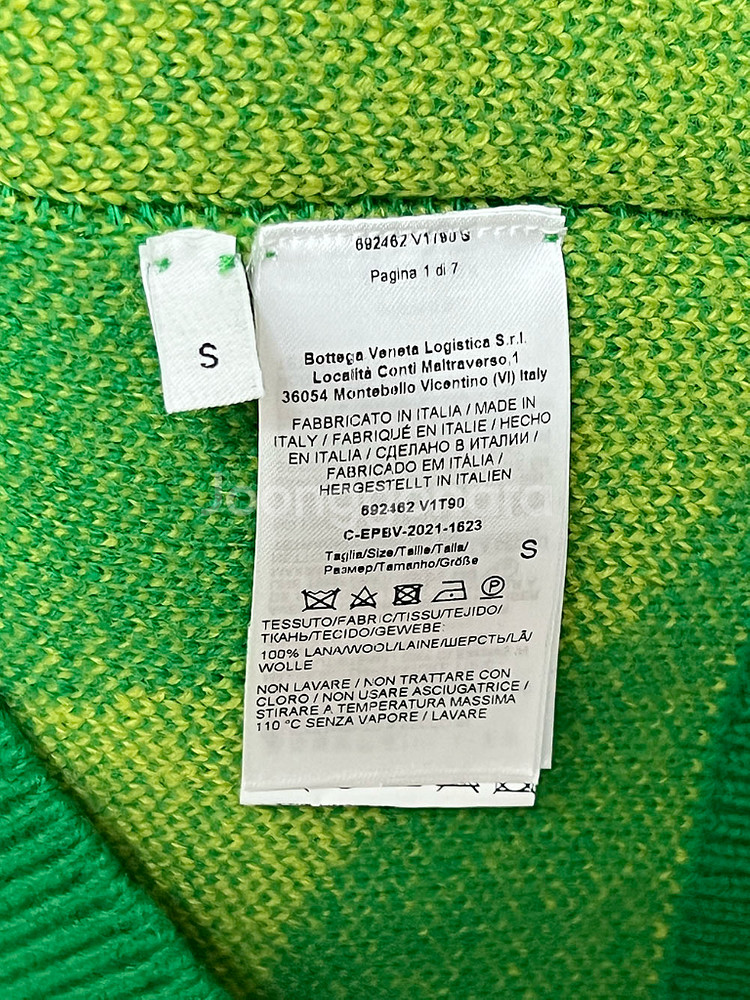 S
692462 V1T90 S
Pagina 1 di 7
Bottega Veneta Logistica S.r.l.
Località Conti Maltraverso,1
36054 Montebello Vicentino (VI) Italy
FABBRICATO IN ITALIA / MADE IN
ITALY / FABRIQUÉ EN ITALIE / HECHO
EN ITALIA / СДЕЛАНО В ИТАЛИИ /
FABRICADO EM ITÁLIA /
HERGESTELLT IN ITALIEN
692462 V1T90
C-EPBV-2021-1623
Taglia/Size/Taille/Talla/
Размер/Tamanho/Größe
S
TESSUTO/FABRIC/TISSU/TEJIDO/
ТКАНЬ/TECIDO/GEWEBE:
100% LANA/WOOL/LAINE/ШЕРСТЬ/LÃ/
WOLLE
NON LAVARE / NON TRATTARE CON
CLORO / NON USARE ASCIUGATRICE /
STIRARE A TEMPERATURA MASSIMA
110 °C SENZA VAPORE / LAVARE